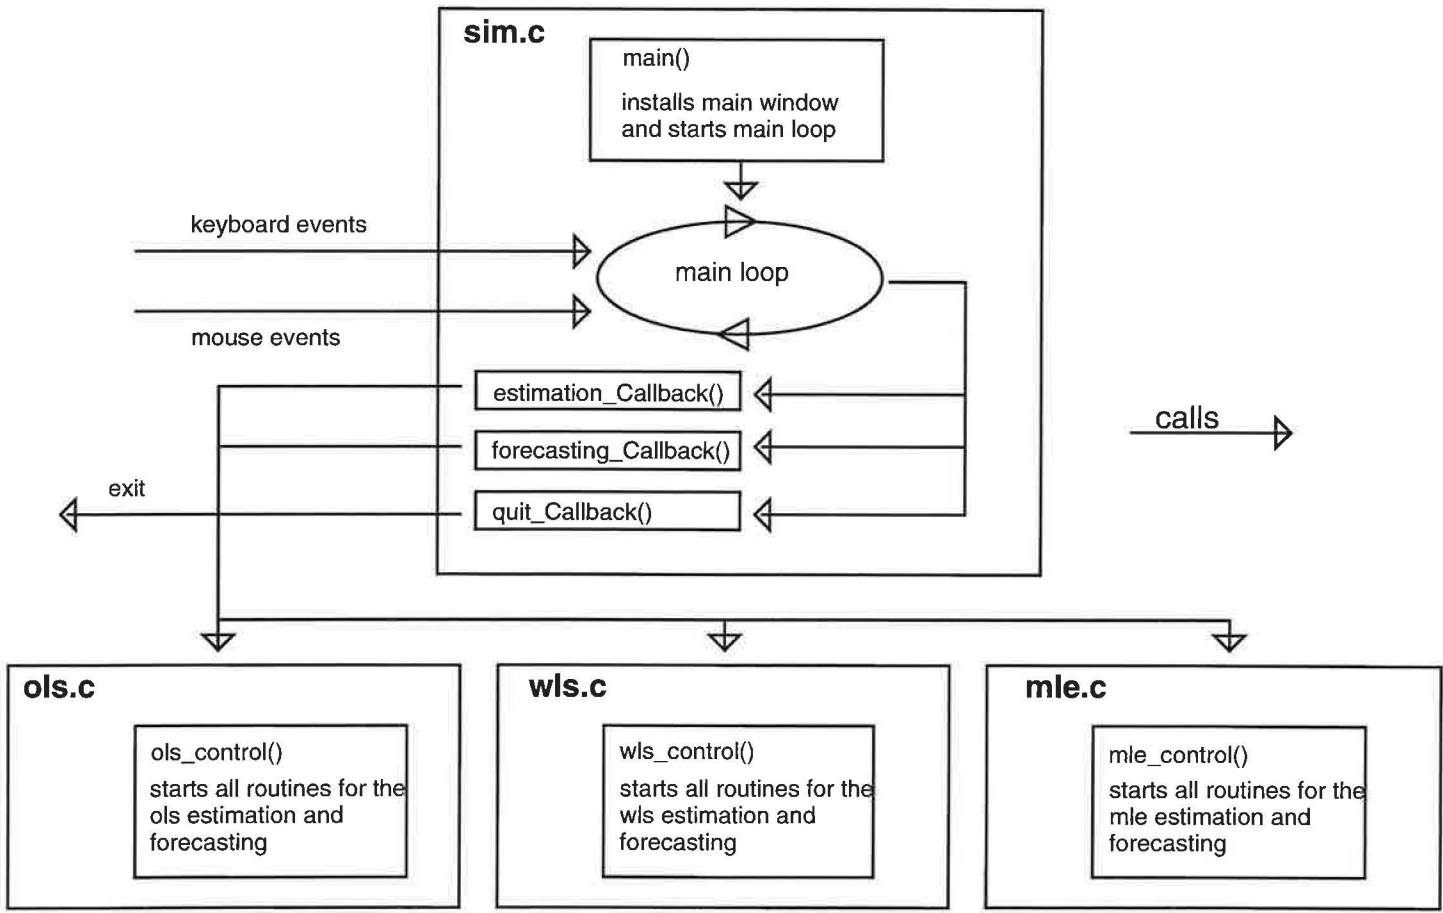 sim.c
main()
installs main window
and starts main loop
keyboard events
main loop
mouse events
estimation_Callback()
calls
forecasting_Callback()
exit
quit_Callback()
ols.c
ols_control()
starts all routines for the
ols estimation and
forecasting
wls.c
wls_control()
starts all routines for the
wls estimation and
forecasting
mle.c
mle_control()
starts all routines for the
mle estimation and
forecasting